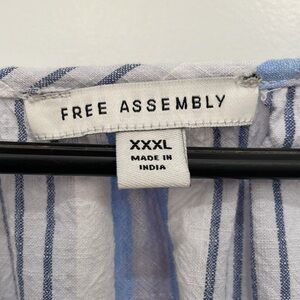 FREE ASSEMBLY
XXXL
MADE IN
INDIA